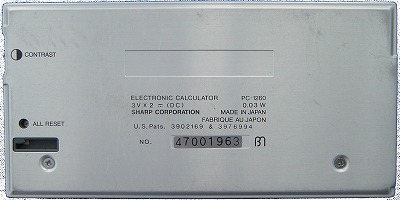 CONTRAST
ELECTRONIC CALCULATOR PC-1260
3V X 2 ⎓ (DC) 0.03 W
SHARP CORPORATION MADE IN JAPAN
FABRIQUE AU JAPON
ALL RESET
U.S. Pats. 3902169 & 3976994
NO. 47001963